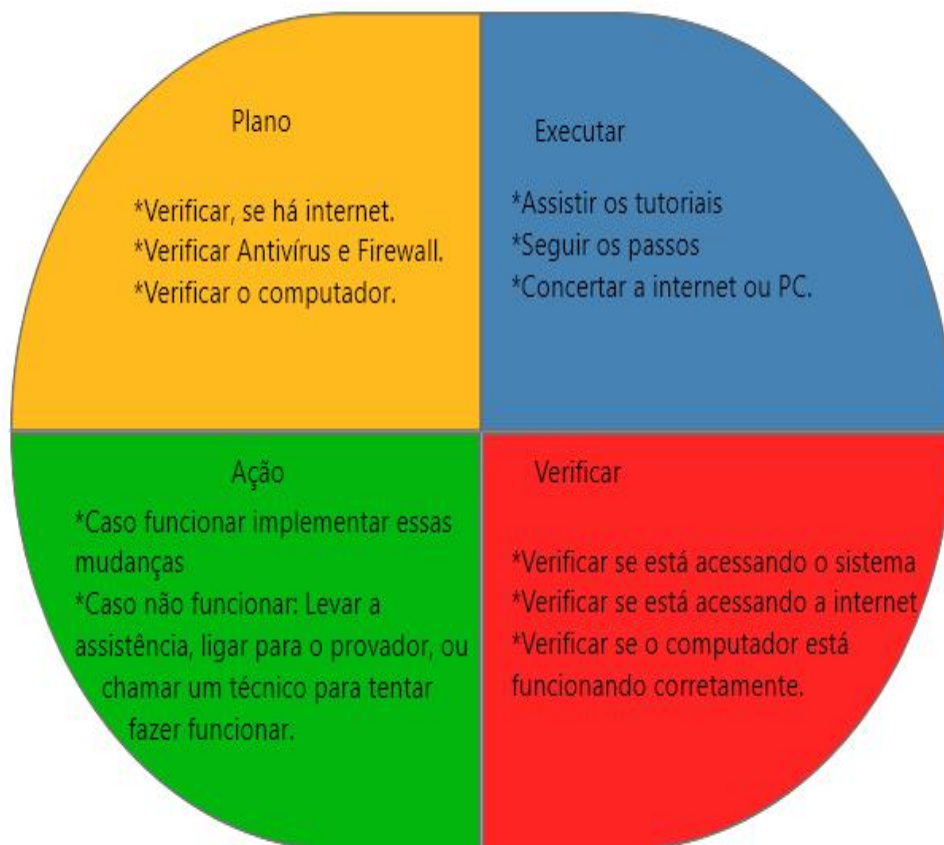 Plano
*Verificar, se há internet.
*Verificar Antivírus e Firewall.
*Verificar o computador.
Executar
*Assistir os tutoriais
*Seguir os passos
*Concertar a internet ou PC.
Ação
*Caso funcionar implementar essas
mudanças
*Caso não funcionar: Levar a
assistência, ligar para o provador, ou
chamar um técnico para tentar
fazer funcionar.
Verificar
*Verificar se está acessando o sistema
*Verificar se está acessando a internet
*Verificar se o computador está
funcionando corretamente.